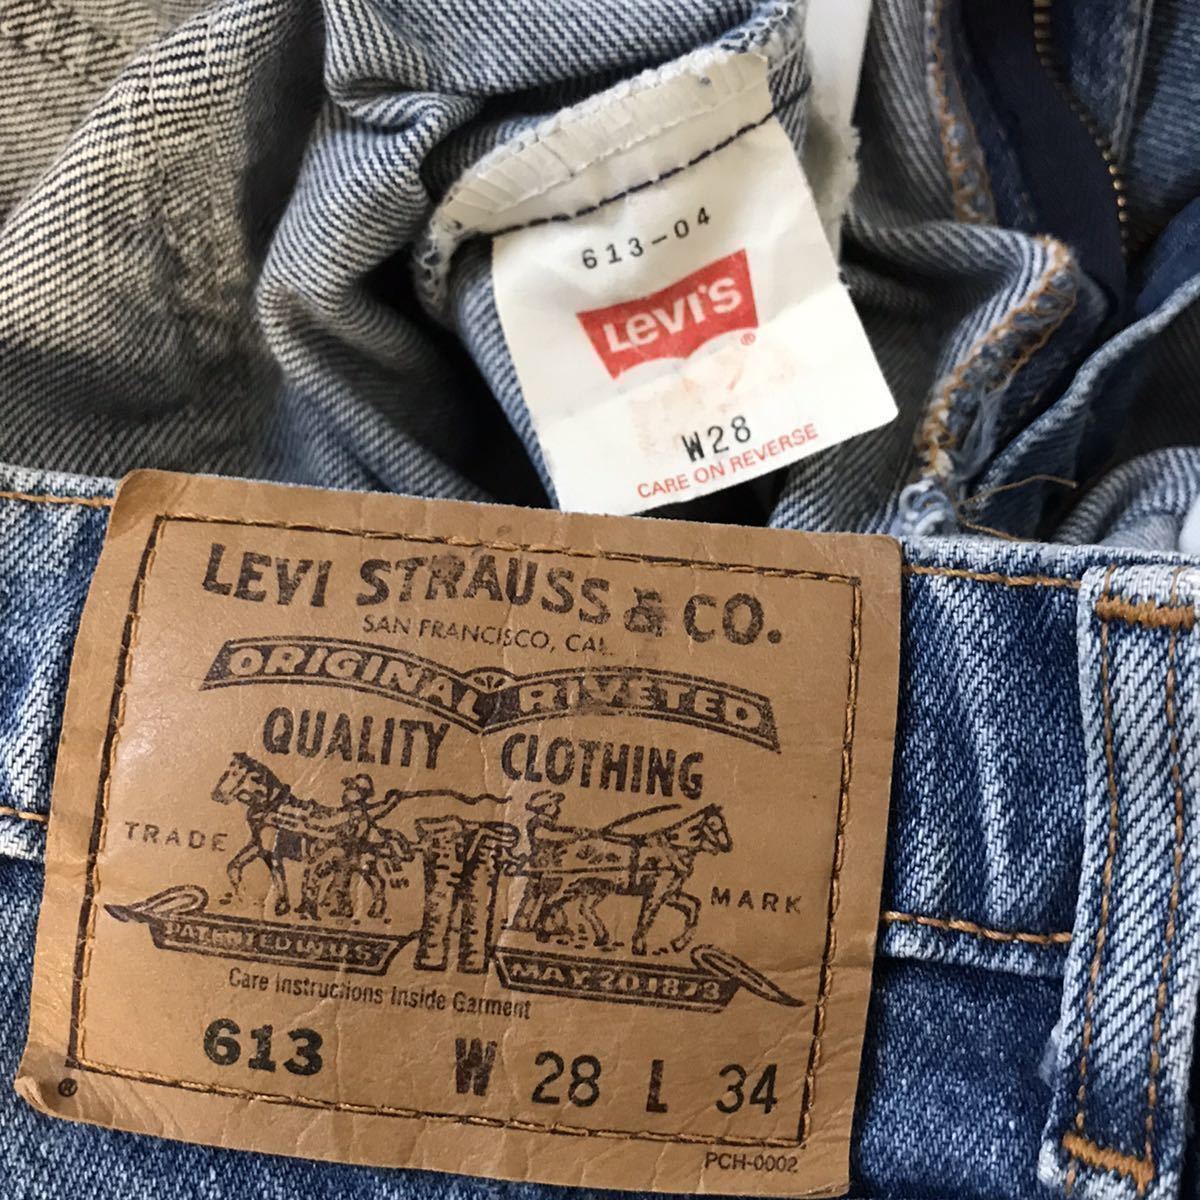 613-04
Levi's
®
W28
CARE ON REVERSE
LEVI STRAUSS & CO.
SAN FRANCISCO, CAL.
ORIGINAL RIVETED
QUALITY CLOTHING
TRADE MARK
PATENTED IN U.S.
MAY 20 1873
Care Instructions Inside Garment
613 W 28 L 34
®
PCH-0002